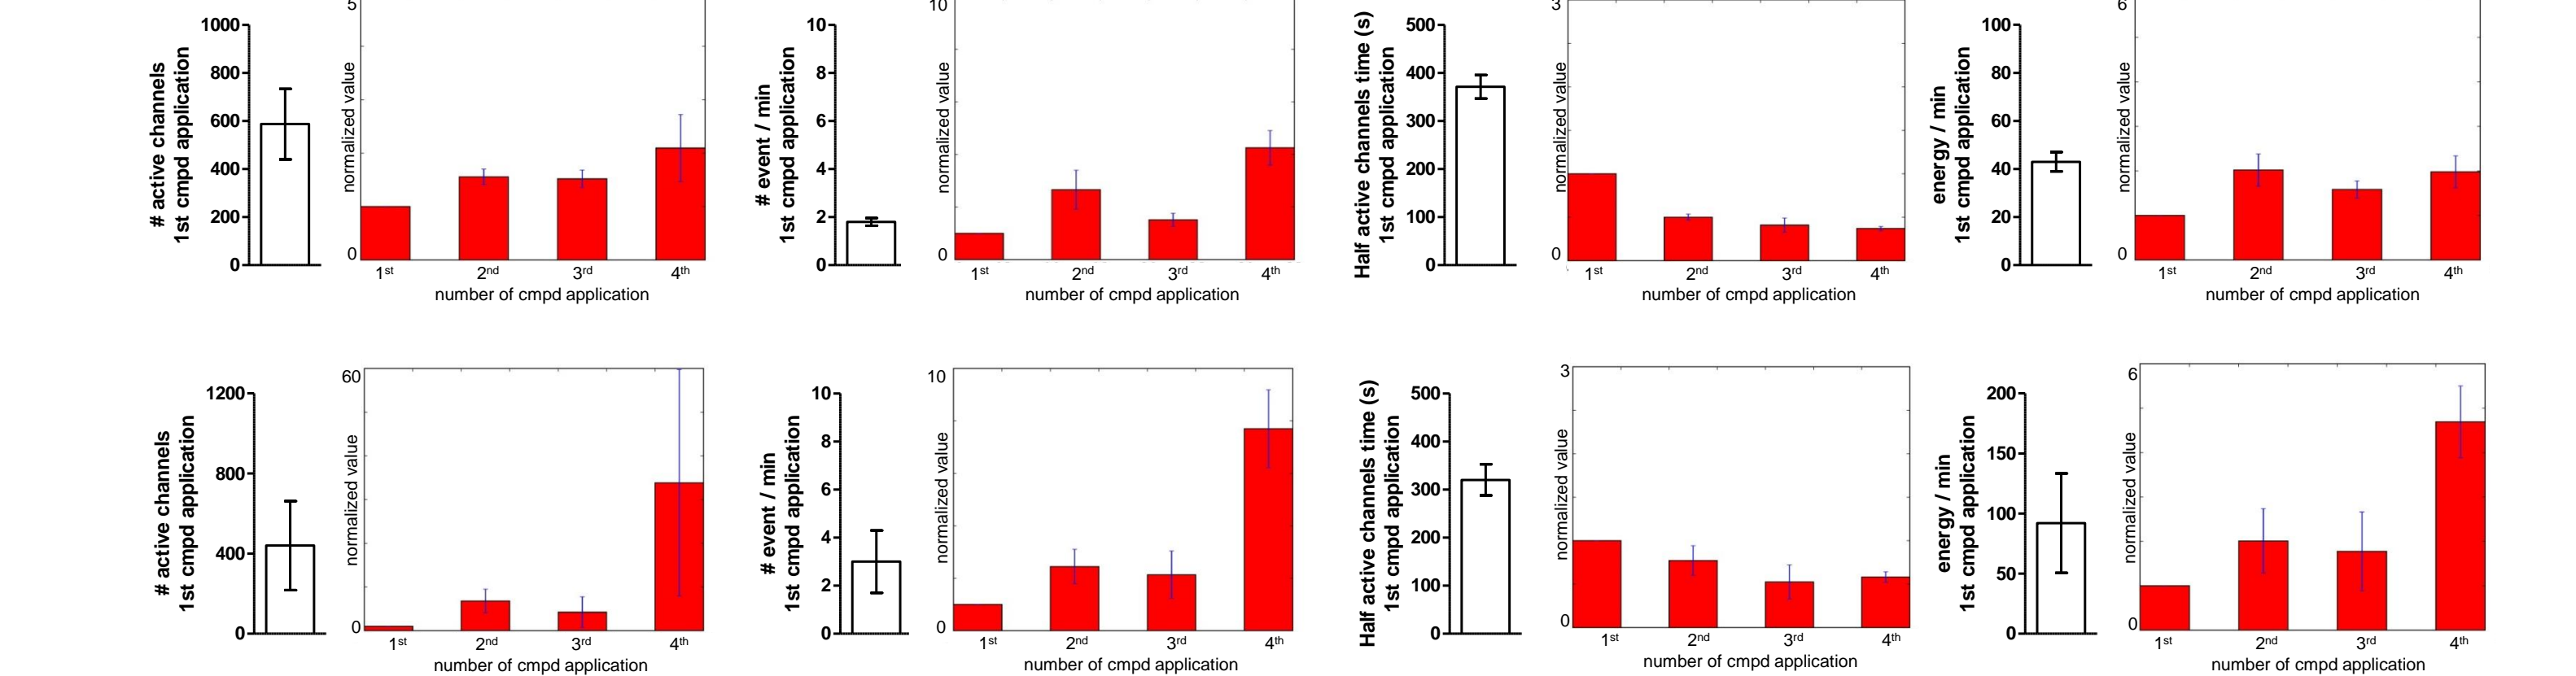 # active channels
1st cmpd application
1000
800
600
400
200
0
normalized value
5
0
1st
2nd
3rd
4th
number of cmpd application
# event / min
1st cmpd application
10
8
6
4
2
0
normalized value
10
0
1st
2nd
3rd
4th
number of cmpd application
Half active channels time (s)
1st cmpd application
500
400
300
200
100
0
normalized value
3
0
1st
2nd
3rd
4th
number of cmpd application
energy / min
1st cmpd application
100
80
60
40
20
0
normalized value
6
0
1st
2nd
3rd
4th
number of cmpd application
# active channels
1st cmpd application
1200
800
400
0
normalized value
60
0
1st
2nd
3rd
4th
number of cmpd application
# event / min
1st cmpd application
10
8
6
4
2
0
normalized value
10
0
1st
2nd
3rd
4th
number of cmpd application
Half active channels time (s)
1st cmpd application
500
400
300
200
100
0
normalized value
3
0
1st
2nd
3rd
4th
number of cmpd application
energy / min
1st cmpd application
200
150
100
50
0
normalized value
6
0
1st
2nd
3rd
4th
number of cmpd application